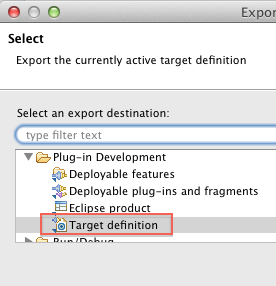 Expor
Select
Export the currently active target definition
Select an export destination:
type filter text
Plug-in Development
Deployable features
Deployable plug-ins and fragments
Eclipse product
Target definition
Run/Debug